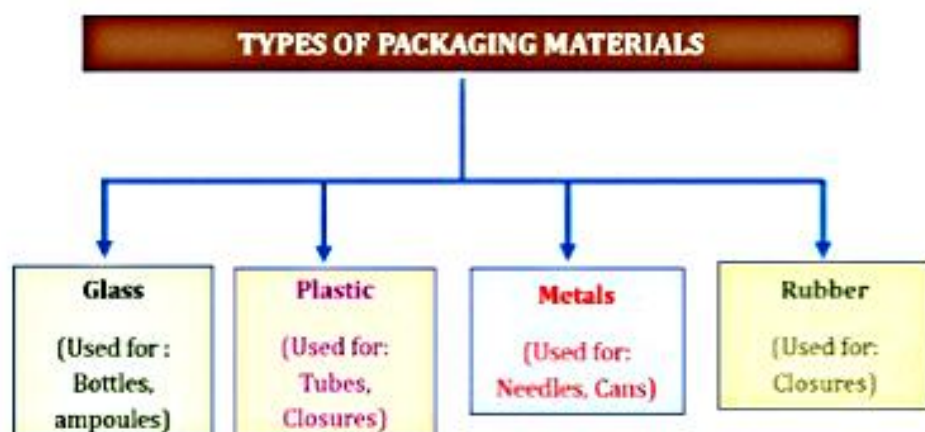 TYPES OF PACKAGING MATERIALS
Glass
(Used for :
Bottles,
ampoules)
Plastic
(Used for:
Tubes,
Closures)
Metals
(Used for:
Needles, Cans)
Rubber
(Used for:
Closures)